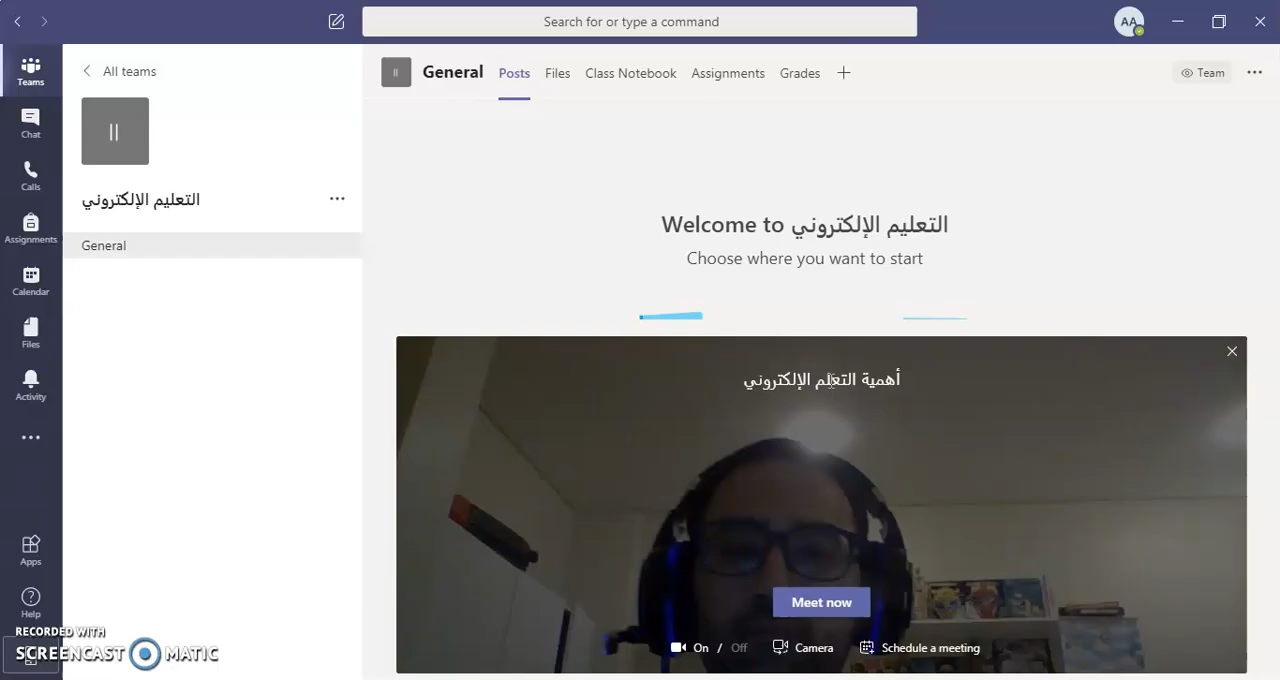 Search for or type a command
AA
Teams
Chat
Calls
Assignments
Calendar
Files
Activity
Apps
Help
All teams
التعليم الإلكتروني
General
General
Posts
Files
Class Notebook
Assignments
Grades
Team
Welcome to التعليم الإلكتروني
Choose where you want to start
أهمية التعلم الإلكتروني
Meet now
On / Off
Camera
Schedule a meeting
RECORDED WITH
SCREENCAST MATIC